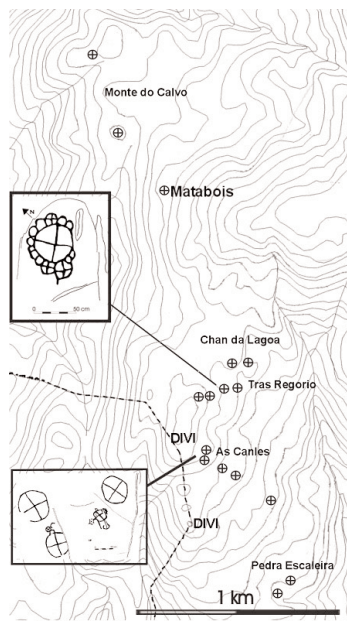 Monte do Calvo
Matabois
N
0 50 cm
Chan da Lagoa
Tras Regorio
DIVI
As Canles
DIVI
Pedra Escaleira
1 km